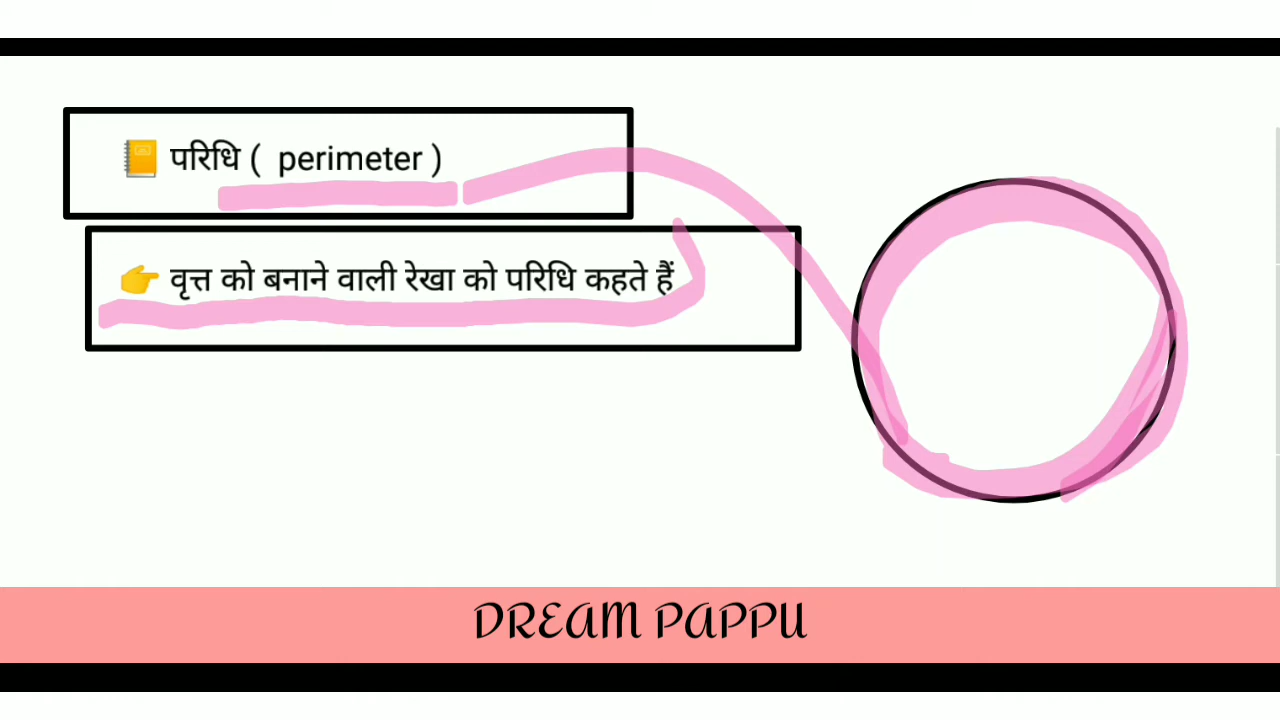 📒 परिधि ( perimeter )
👉 वृत्त को बनाने वाली रेखा को परिधि कहते हैं
DREAM PAPPU